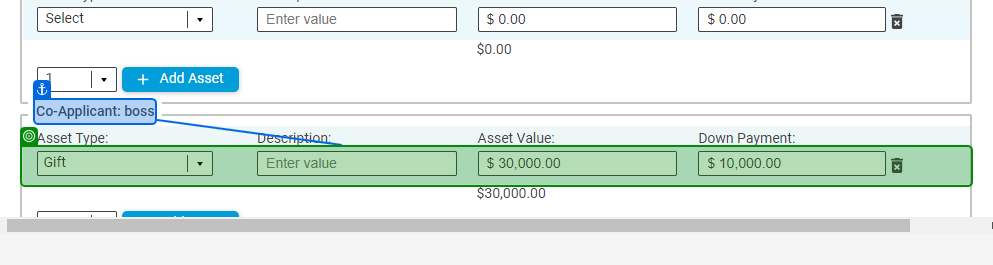 Select Enter value $ 0.00 $ 0.00
$0.00
1 + Add Asset
Co-Applicant: boss
Asset Type: Description: Asset Value: Down Payment:
Gift Enter value $ 30,000.00 $ 10,000.00
$30,000.00